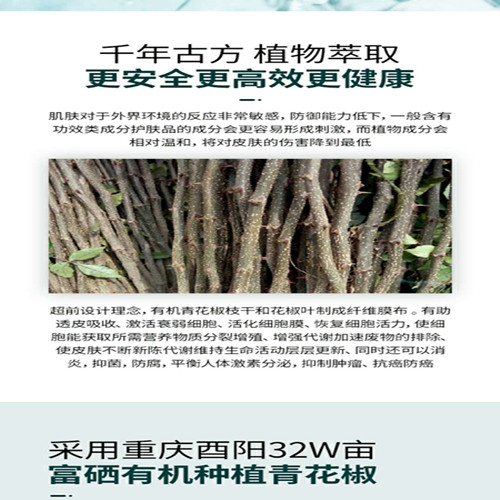 千年古方 植物萃取
更安全更高效更健康
肌肤对于外界环境的反应非常敏感，防御能力低下，一般含有
功效类成分护肤品的成分会更容易形成刺激，而植物成分会
相对温和，将对皮肤的伤害降到最低
超前设计理念，有机青花椒枝干和花椒叶制成纤维膜布。有助
透皮吸收、激活衰弱细胞、活化细胞膜、恢复细胞活力，使细
胞能获取所需营养物质分裂增殖、增强代谢加速废物的排除、
使皮肤不断新陈代谢维持生命活动层层更新、同时还可以消
炎，抑菌，防腐，平衡人体激素分泌，抑制肿瘤、抗癌防癌
采用重庆酉阳32W亩
富硒有机种植青花椒